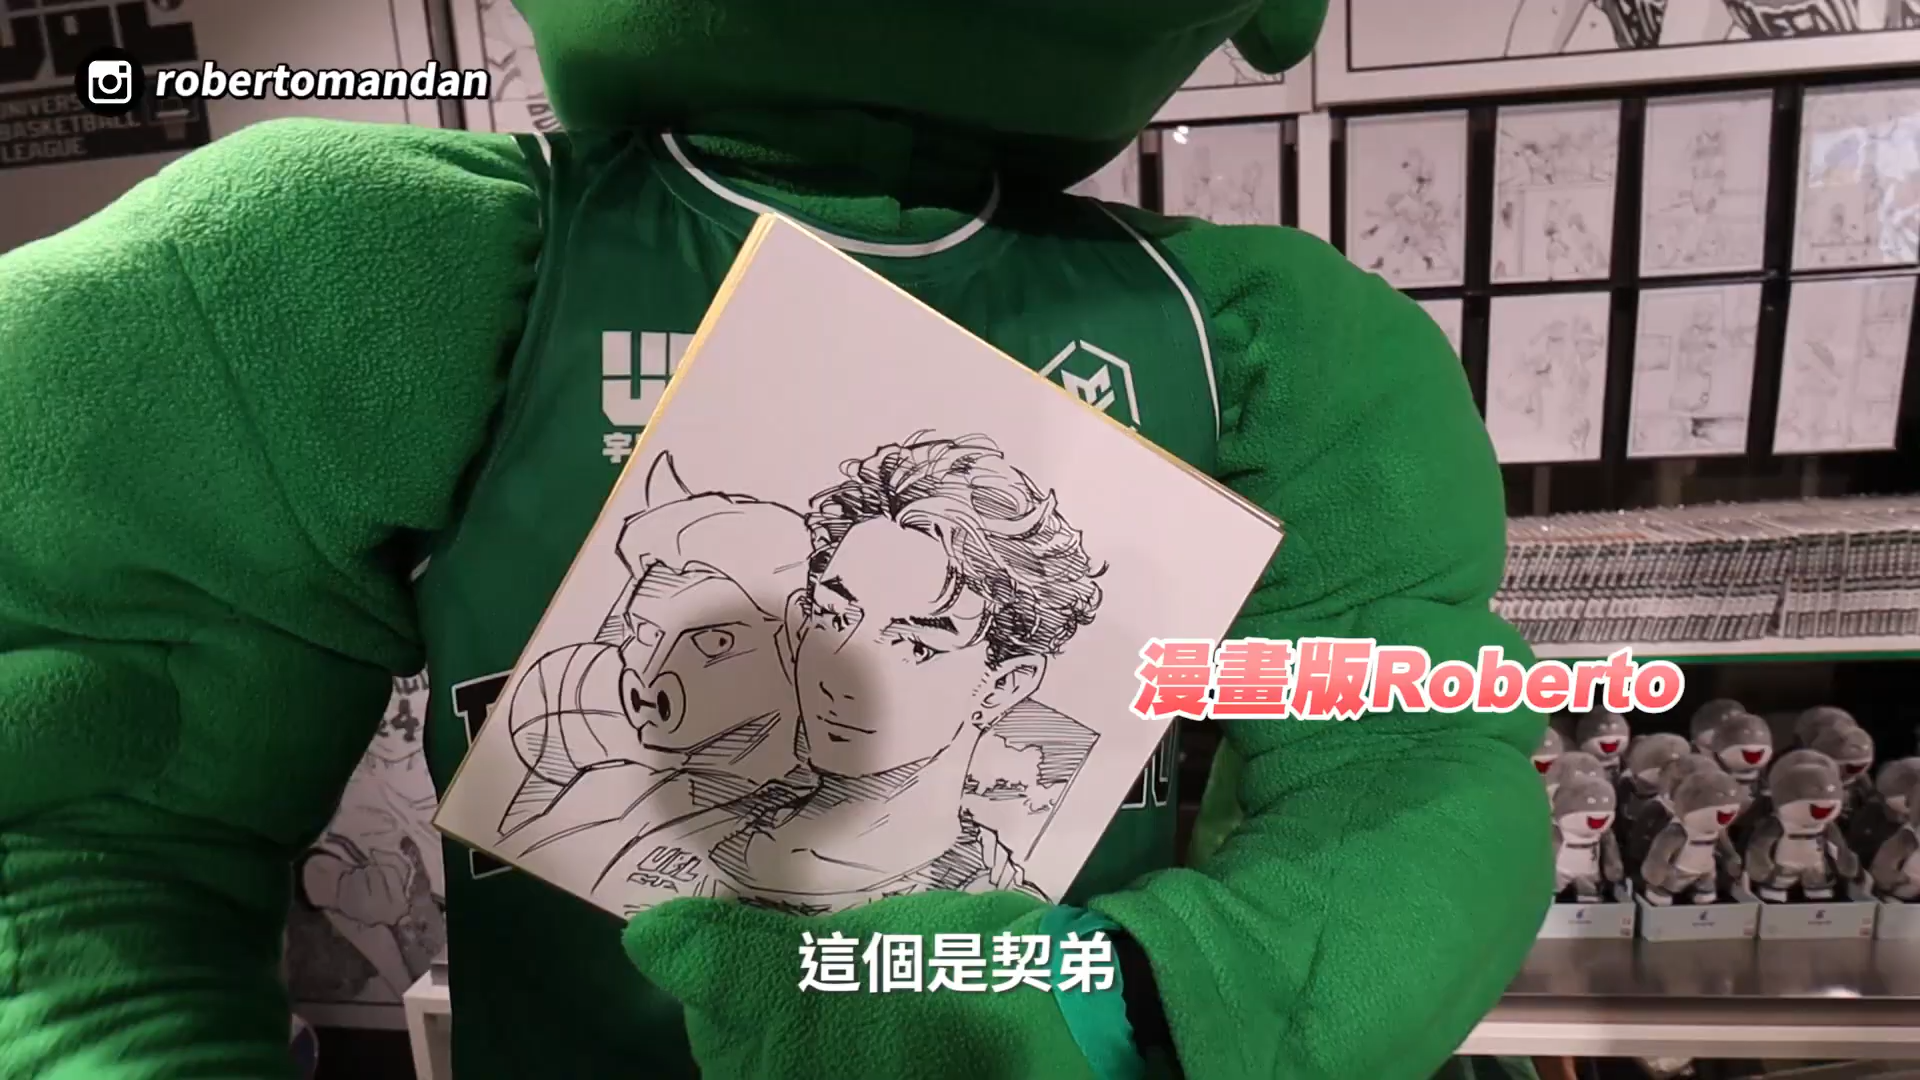 robertomandan
UNIVERS
BASKETBALL
LEAGUE
漫畫版Roberto
UBL
這個是契弟